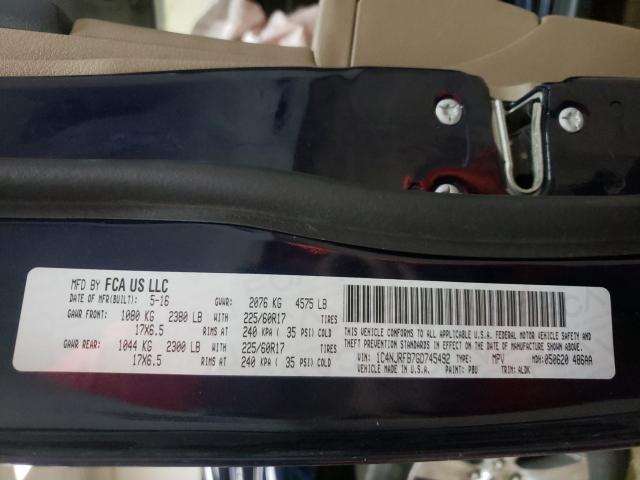 MFD BY FCA US LLC
DATE OF MFR(BUILT): 5-16 GVWR: 2076 KG 4575 LB
GAWR FRONT: 1080 KG 2380 LB WITH 225/60R17 TIRES
17X6.5 RIMS AT 240 KPA ( 35 PSI) COLD
GAWR REAR: 1044 KG 2300 LB WITH 225/60R17 TIRES
17X6.5 RIMS AT 240 KPA ( 35 PSI) COLD
THIS VEHICLE CONFORMS TO ALL APPLICABLE U.S.A. FEDERAL MOTOR VEHICLE SAFETY AND
THEFT PREVENTION STANDARDS IN EFFECT ON THE DATE OF MANUFACTURE SHOWN ABOVE
VEHICLE MADE IN U.S.A.
VIN: 1C4NJRFB7GD745492 TYPE: MPV MDH: 050620 486AA
PAINT: PBU TRIM: ALDK